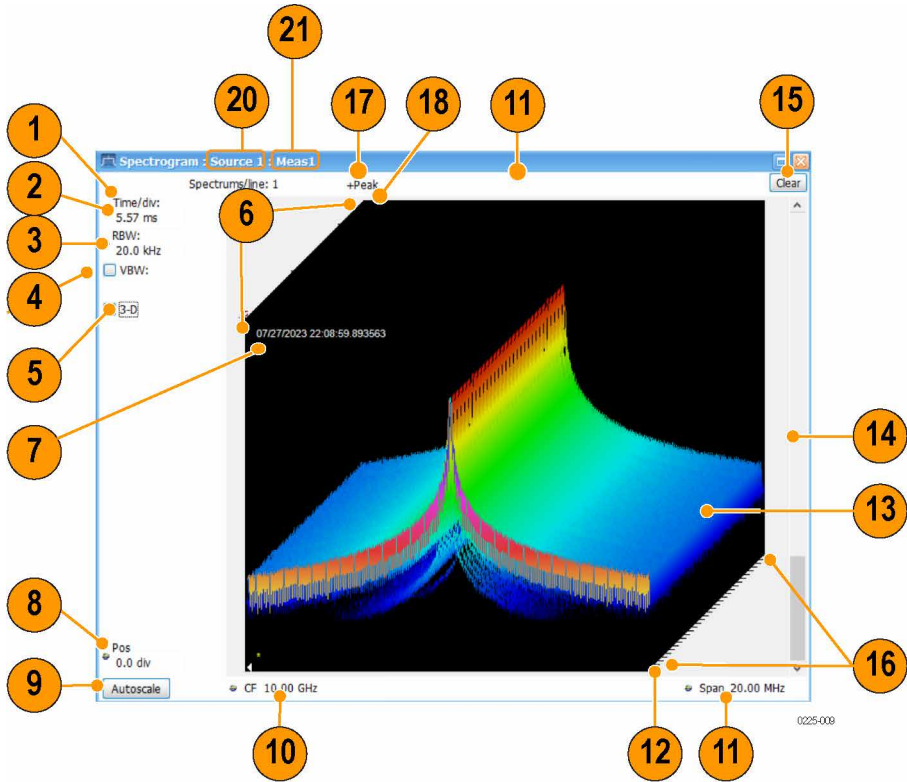 21
20
17
18
11
15
1
Spectrogram : Source 1 : Meas1
Spectrums/line: 1
+Peak
Clear
2
Time/div:
5.57 ms
6
3
RBW:
20.0 kHz
4
VBW:
3-D
07/27/2023 22:08:59.893563
5
7
14
13
8
Pos
0.0 div
16
9
Autoscale
CF 10.00 GHz
Span 20.00 MHz
0225-009
10
12
11